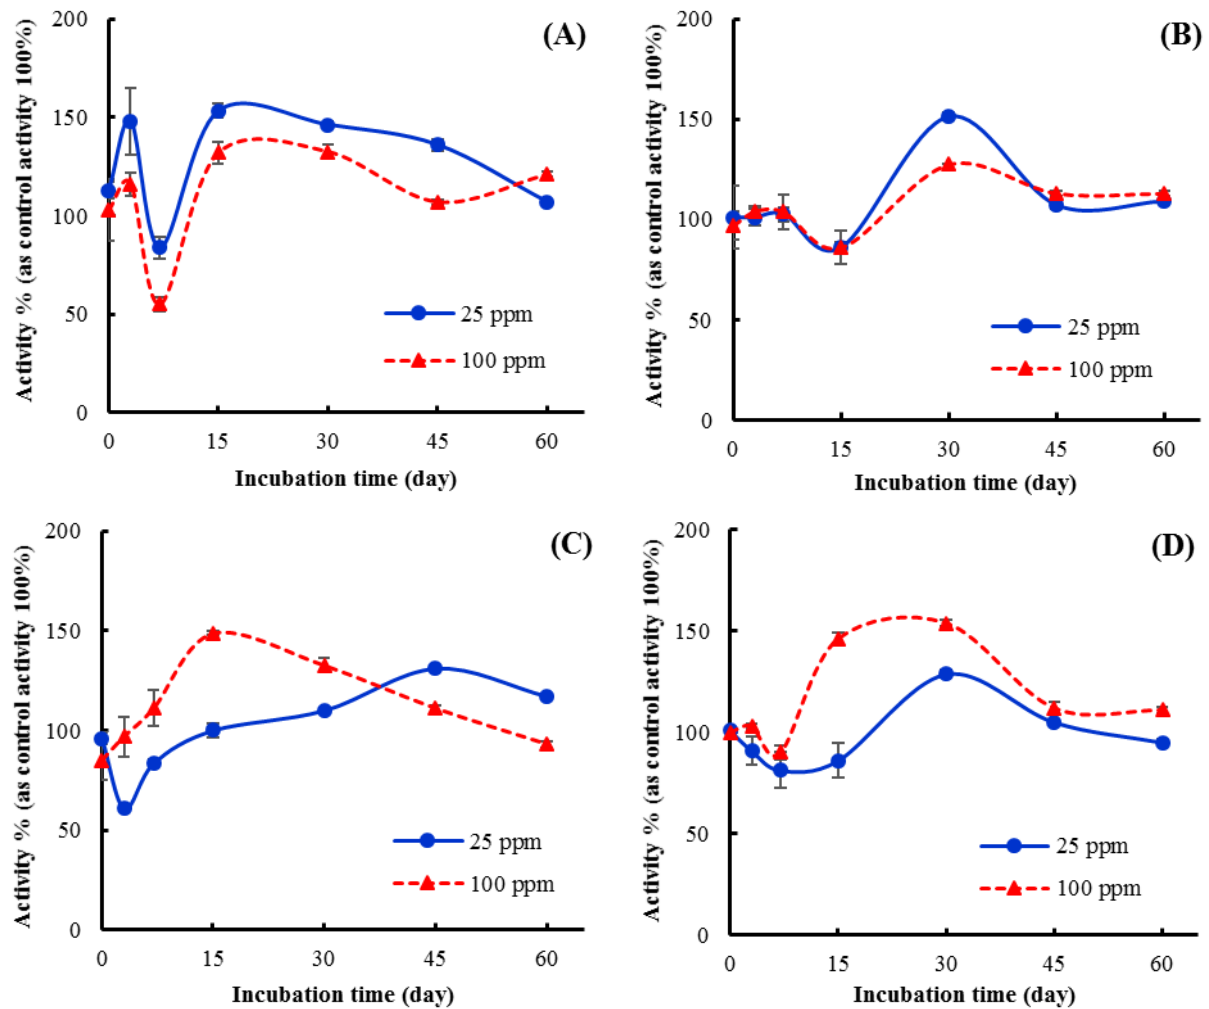 (A)
Activity % (as control activity 100%)
200
150
100
50
0
25 ppm
100 ppm
0 15 30 45 60
Incubation time (day)
(B)
Activity % (as control activity 100%)
200
150
100
50
0
25 ppm
100 ppm
0 15 30 45 60
Incubation time (day)
(C)
Activity % (as control activity 100%)
200
150
100
50
0
25 ppm
100 ppm
0 15 30 45 60
Incubation time (day)
(D)
Activity % (as control activity 100%)
200
150
100
50
0
25 ppm
100 ppm
0 15 30 45 60
Incubation time (day)